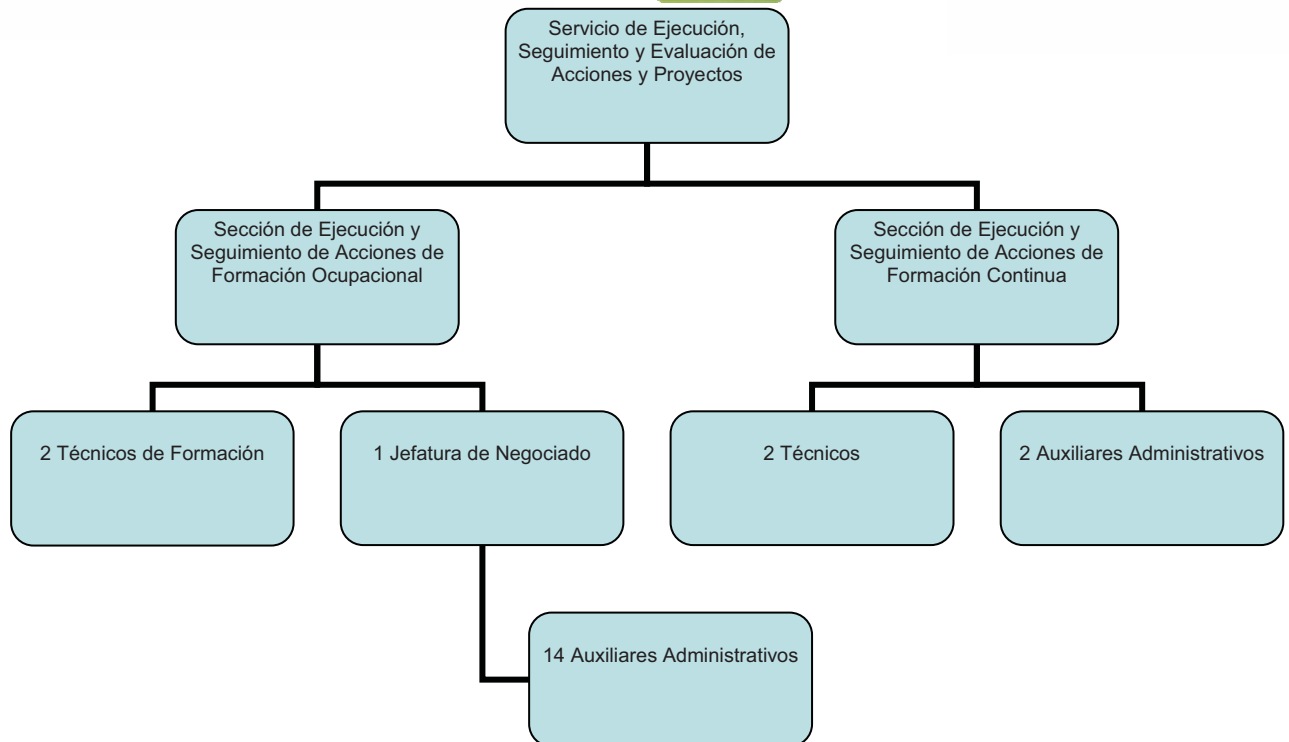 Servicio de Ejecución,
Seguimiento y Evaluación de
Acciones y Proyectos
Sección de Ejecución y
Seguimiento de Acciones de
Formación Ocupacional
Sección de Ejecución y
Seguimiento de Acciones de
Formación Continua
2 Técnicos de Formación
1 Jefatura de Negociado
2 Técnicos
2 Auxiliares Administrativos
14 Auxiliares Administrativos